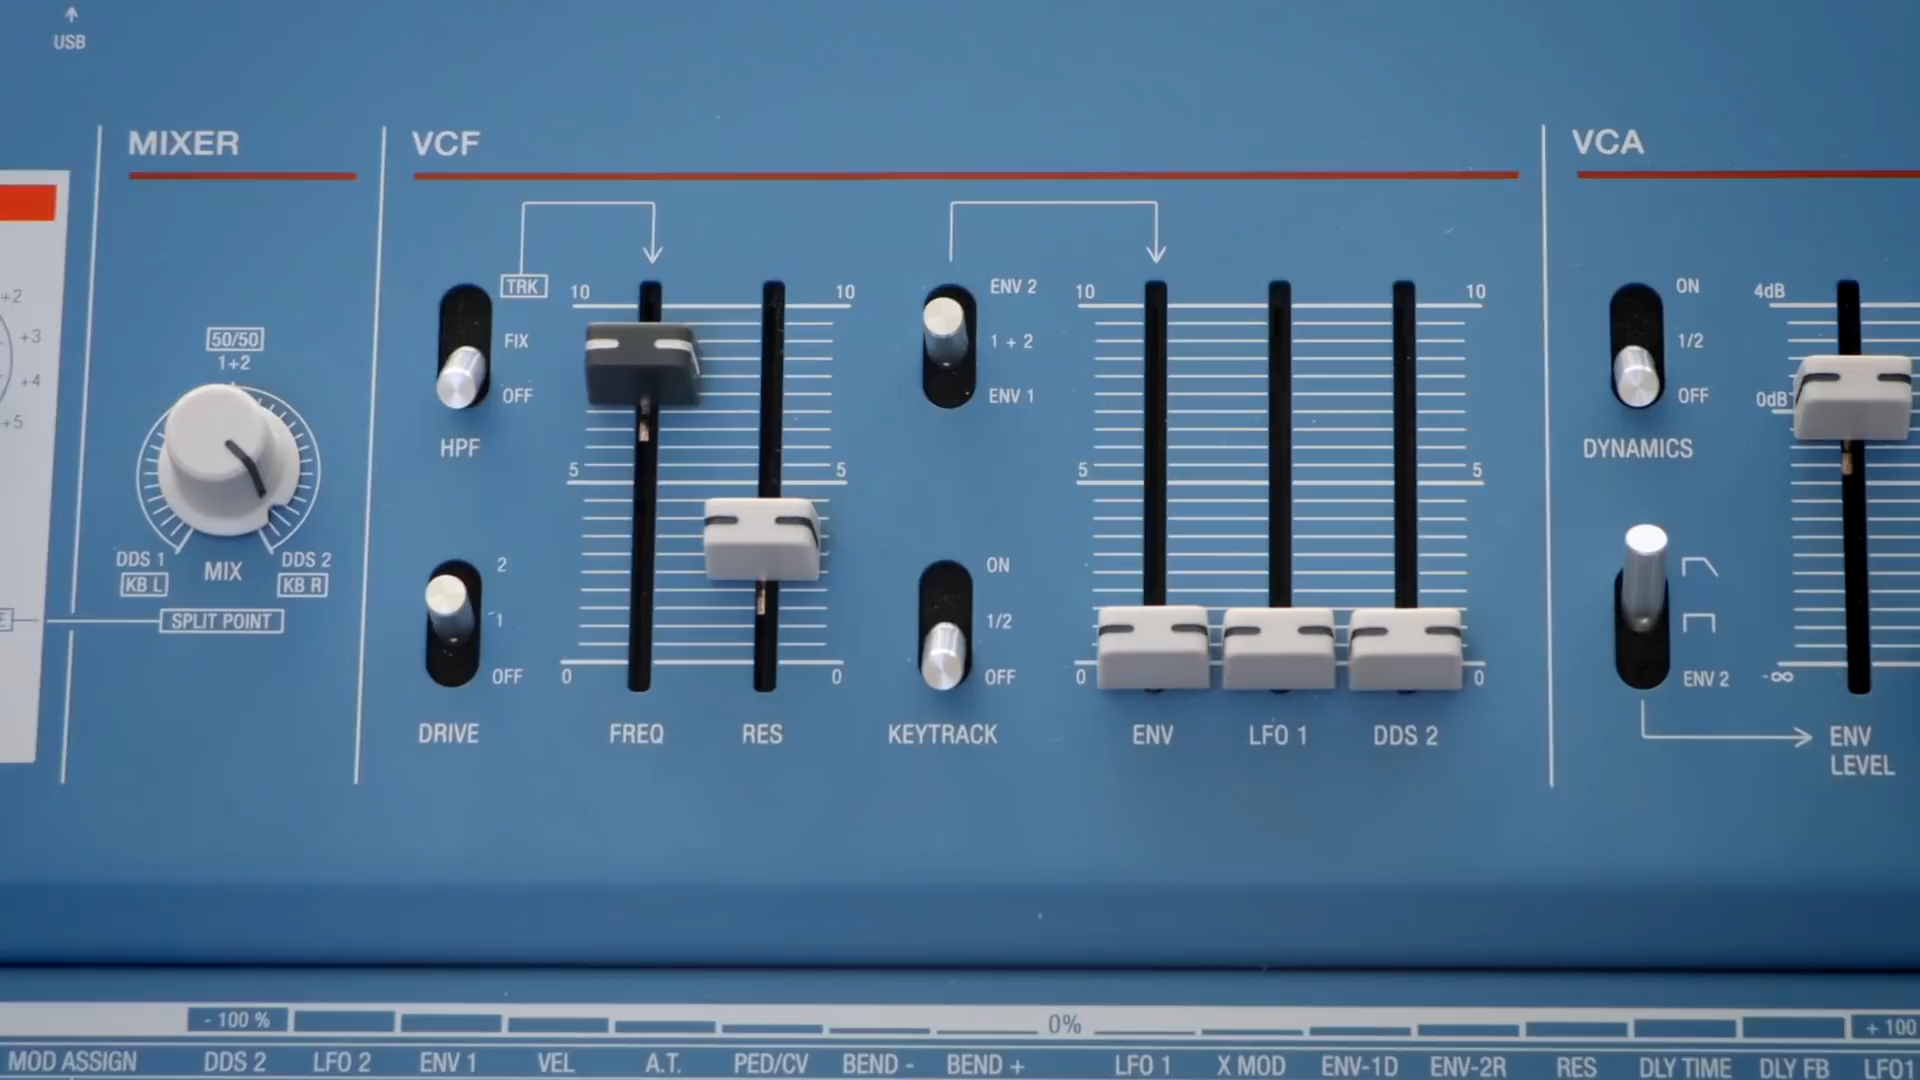 USB
MIXER
VCF
VCA
+2
+3
+4
+5
50/50
1+2
DDS 1
KB L
MIX
DDS 2
KB R
SPLIT POINT
TRK
FIX
OFF
HPF
2
1
OFF
DRIVE
10
10
5
5
0
0
FREQ
RES
ENV 2
1 + 2
ENV 1
ON
1/2
OFF
KEYTRACK
10
10
5
5
0
0
ENV
LFO 1
DDS 2
ON
1/2
OFF
DYNAMICS
ENV 2
4dB
0dB
-∞
ENV
LEVEL
- 100 %
0%
+ 100
MOD ASSIGN DDS 2 LFO 2 ENV 1 VEL A.T. PED/CV BEND - BEND + LFO 1 X MOD ENV-1D ENV-2R RES DLY TIME DLY FB LFO1